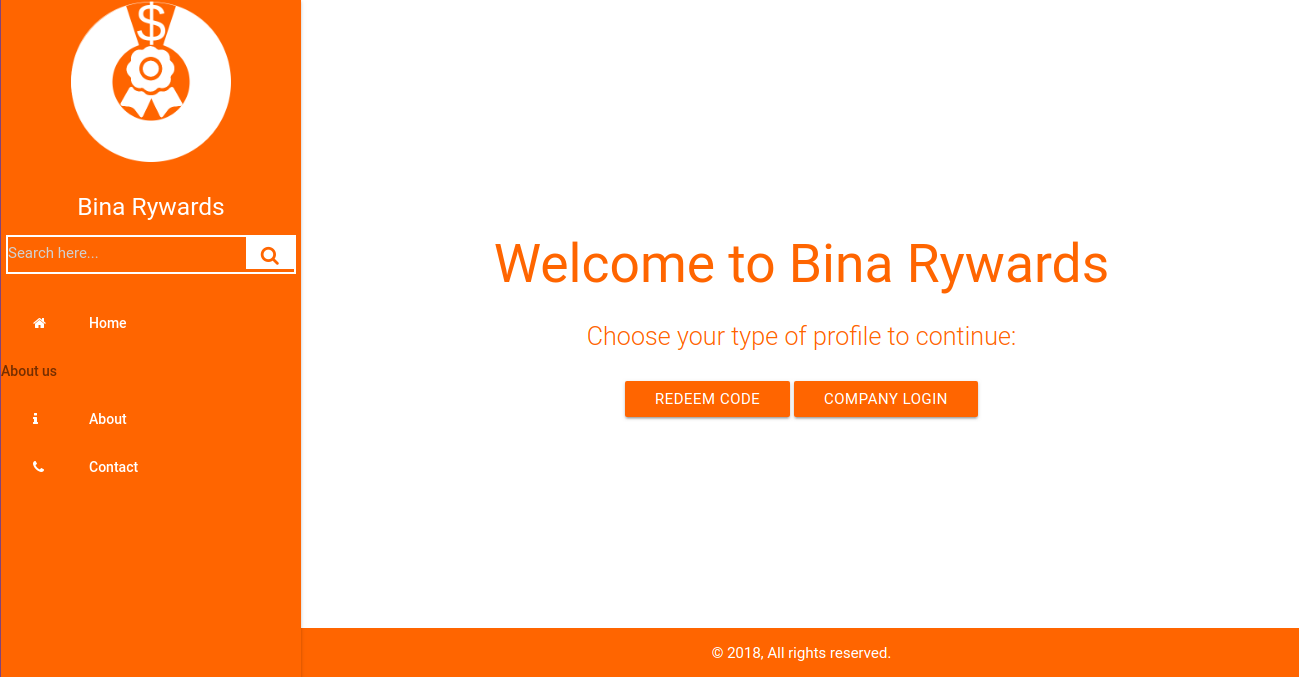 $
Bina Rywards
Search here...
Home
About us
About
Contact
Welcome to Bina Rywards
Choose your type of profile to continue:
REDEEM CODE COMPANY LOGIN
© 2018, All rights reserved.